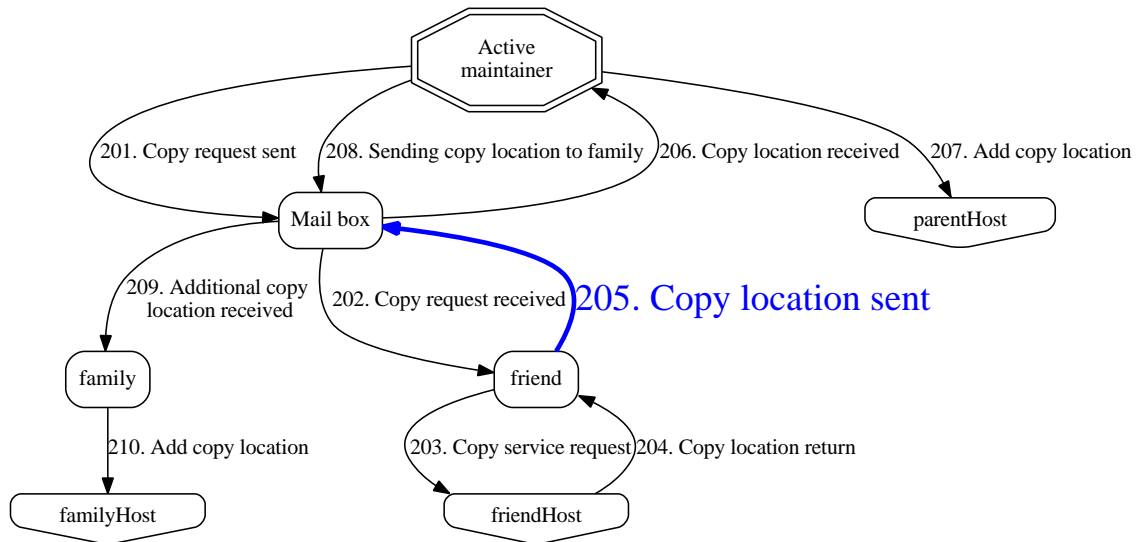 Active
maintainer
201. Copy request sent
208. Sending copy location to family
206. Copy location received
207. Add copy location
Mail box
parentHost
209. Additional copy
location received
202. Copy request received
205. Copy location sent
family
friend
210. Add copy location
203. Copy service request
204. Copy location return
familyHost
friendHost